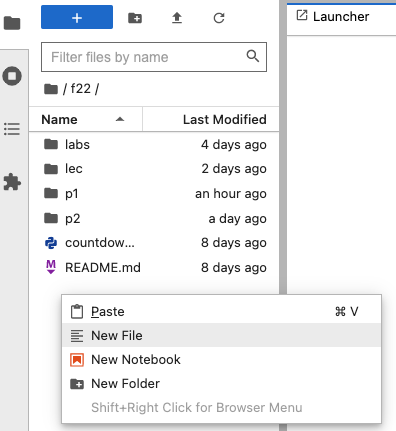 +
Launcher
Filter files by name
/ f22 /
Name Last Modified
labs 4 days ago
lec 2 days ago
p1 an hour ago
p2 a day ago
countdow... 8 days ago
README.md 8 days ago
Paste ⌘ V
New File
New Notebook
New Folder
Shift+Right Click for Browser Menu